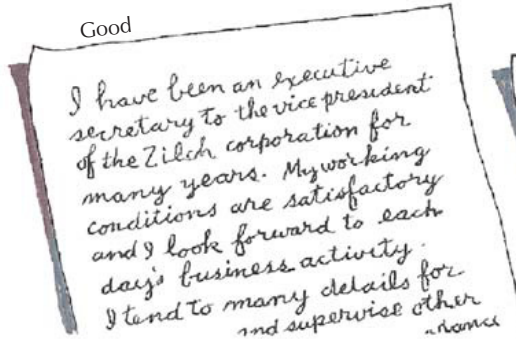 Good
I have been an executive
secretary to the vice president
of the Zilch corporation for
many years. My working
conditions are satisfactory
and I look forward to each
day's business activity.
I tend to many details for
and supervise other